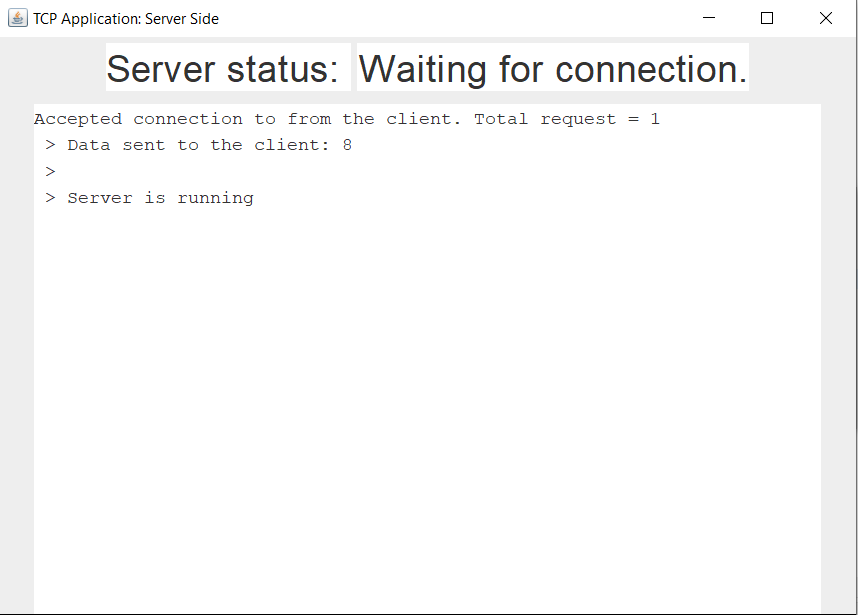 TCP Application: Server Side
Server status: Waiting for connection.
Accepted connection to from the client. Total request = 1
> Data sent to the client: 8
>
> Server is running